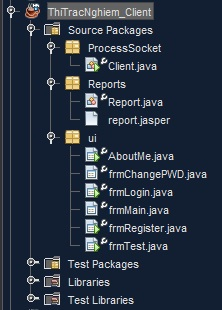 ThiTracNghiem_Client
Source Packages
ProcessSocket
Client.java
Reports
Report.java
report.jasper
ui
AboutMe.java
frmChangePWD.java
frmLogin.java
frmMain.java
frmRegister.java
frmTest.java
Test Packages
Libraries
Test Libraries